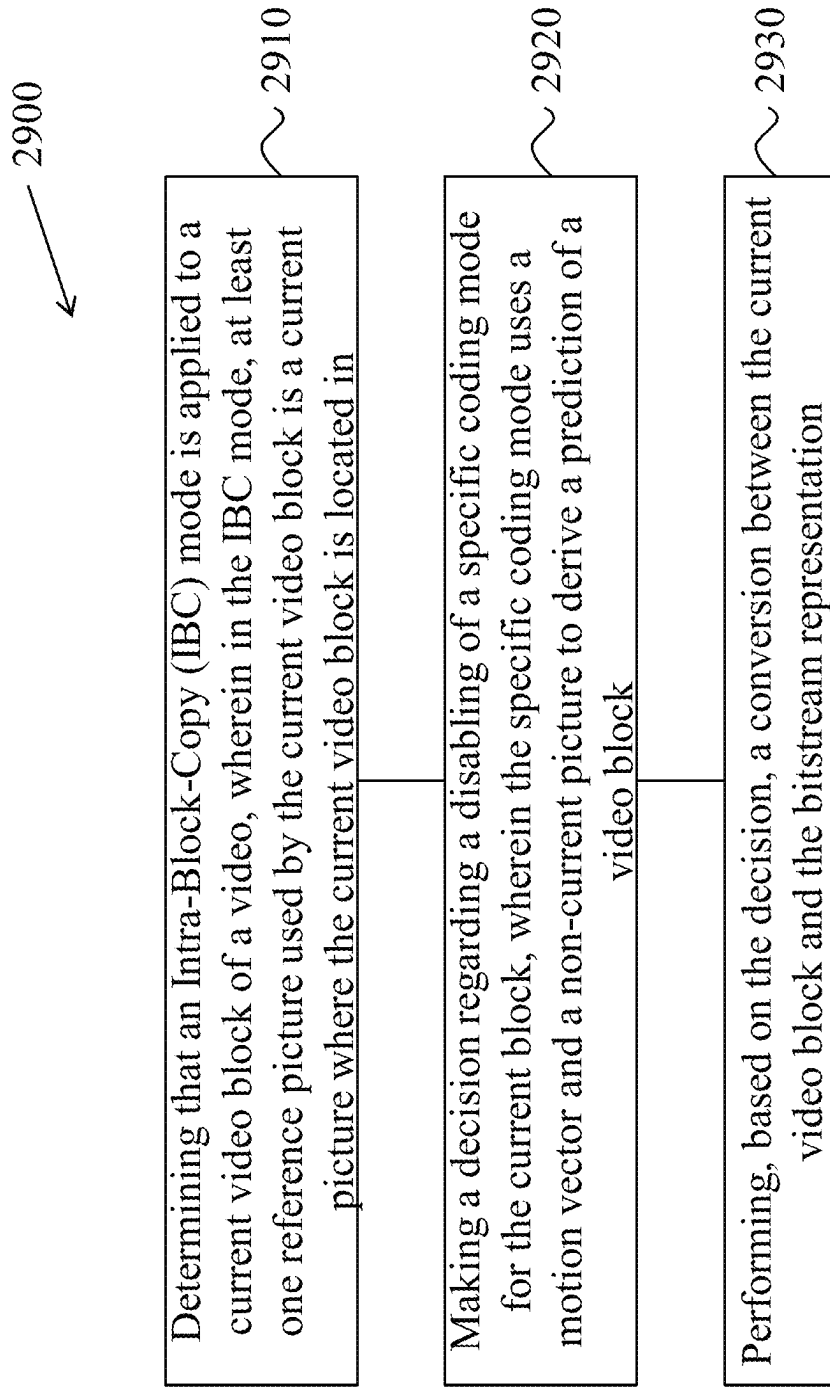 2900
Determining that an Intra-Block-Copy (IBC) mode is applied to a
current video block of a video, wherein in the IBC mode, at least
one reference picture used by the current video block is a current
picture where the current video block is located in
2910
Making a decision regarding a disabling of a specific coding mode
for the current block, wherein the specific coding mode uses a
motion vector and a non-current picture to derive a prediction of a
video block
2920
Performing, based on the decision, a conversion between the current
video block and the bitstream representation
2930